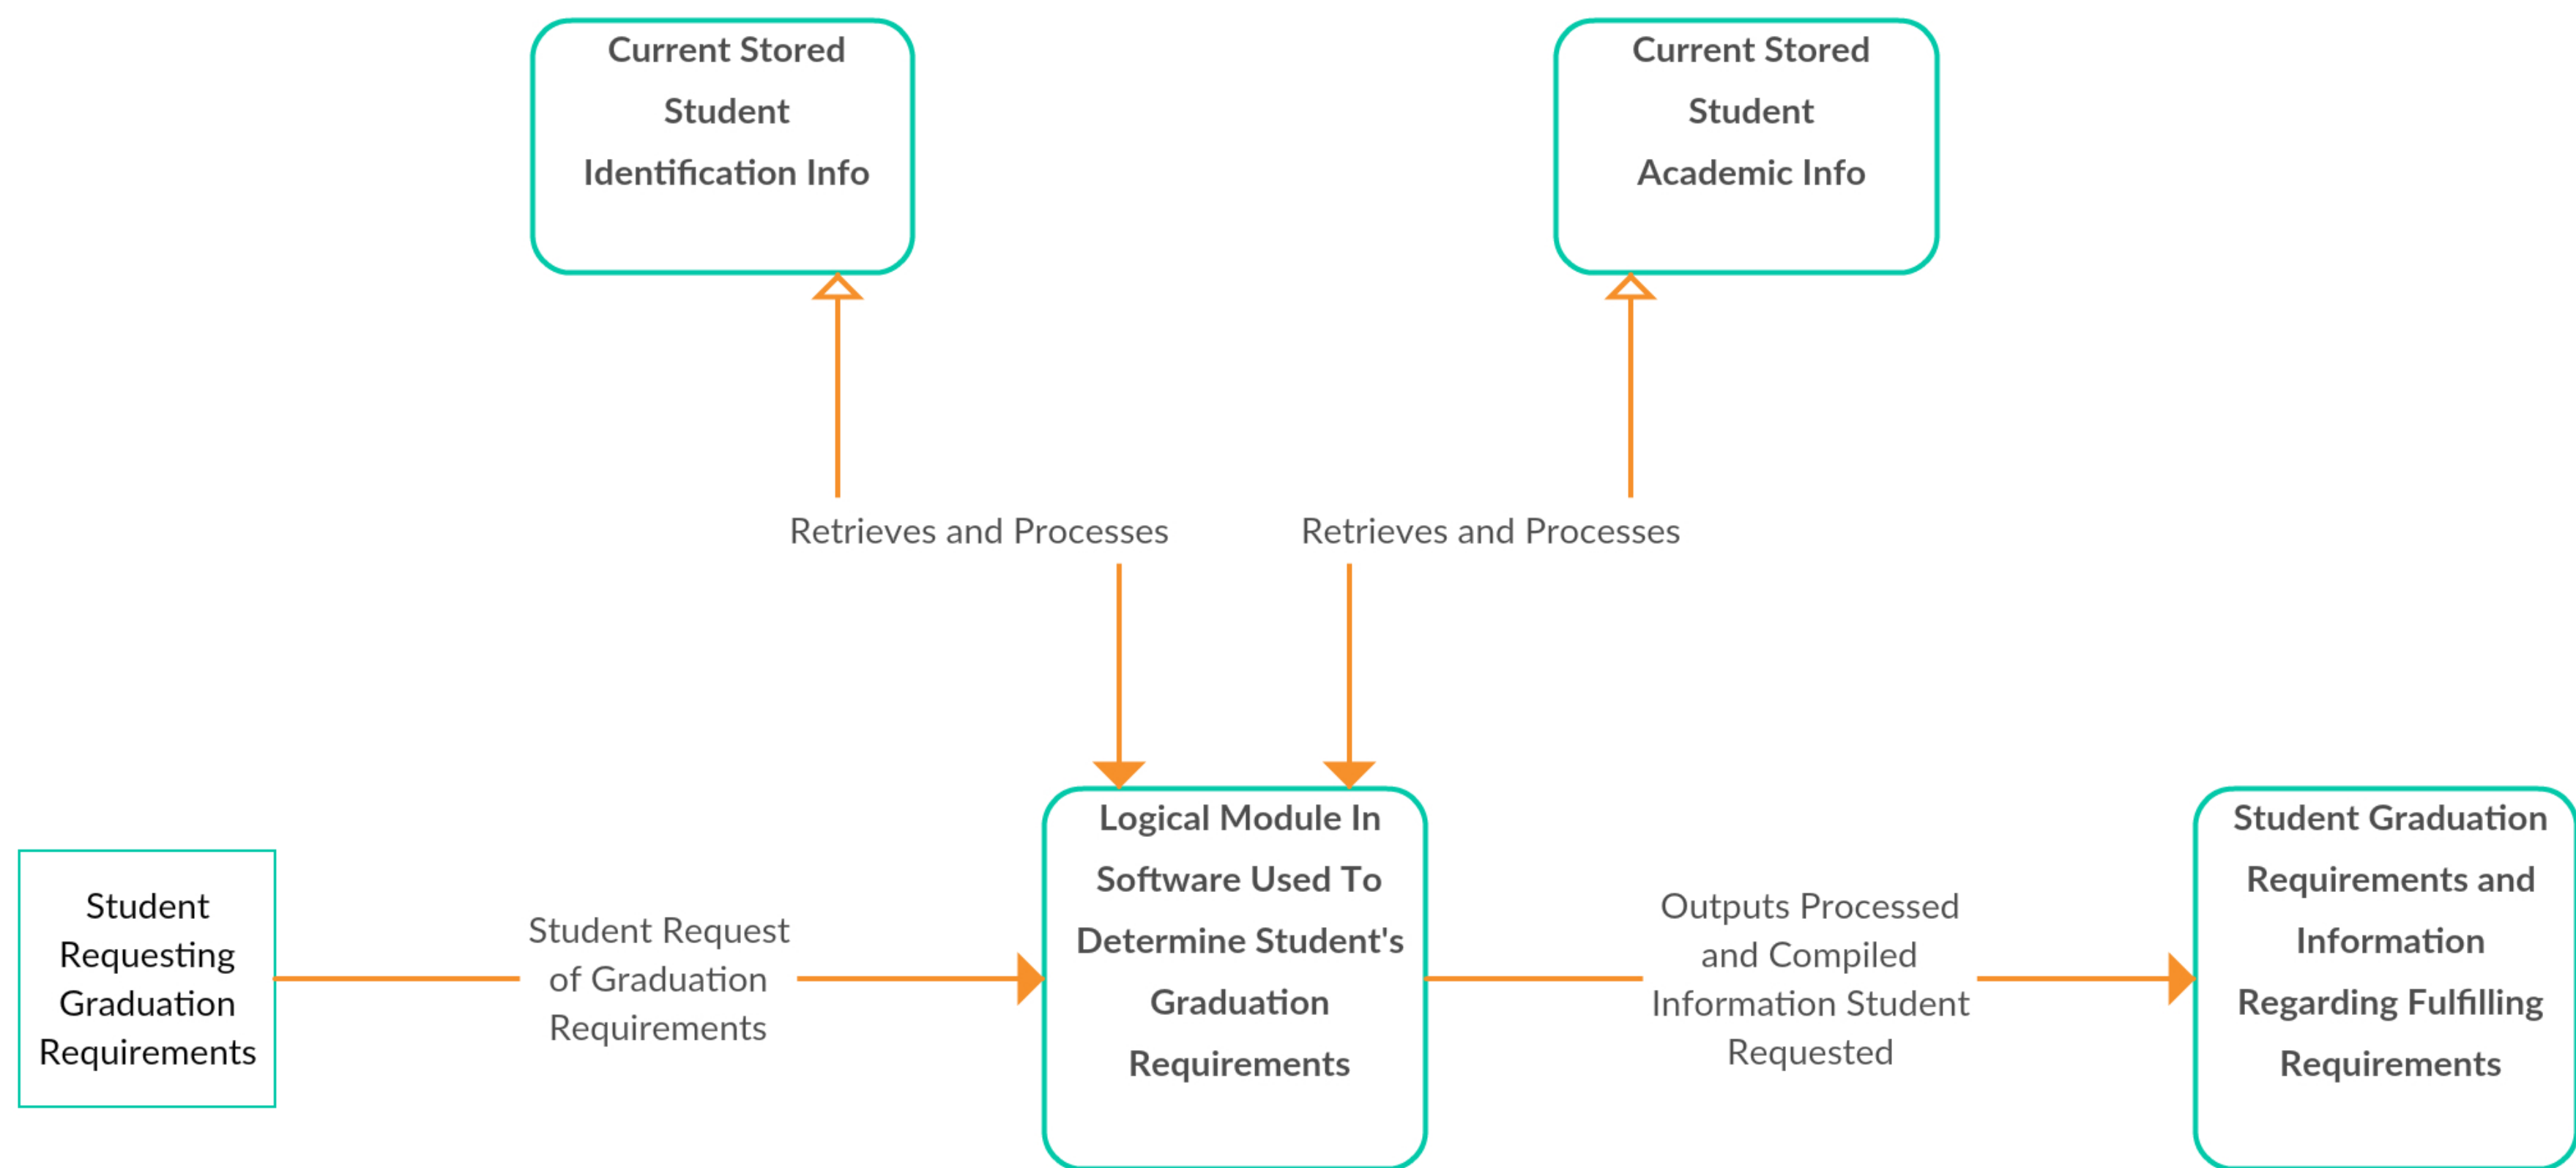 Current Stored
Student
Identification Info
Current Stored
Student
Academic Info
Retrieves and Processes
Retrieves and Processes
Student
Requesting
Graduation
Requirements
Student Request
of Graduation
Requirements
Logical Module In
Software Used To
Determine Student's
Graduation
Requirements
Outputs Processed
and Compiled
Information Student
Requested
Student Graduation
Requirements and
Information
Regarding Fulfilling
Requirements